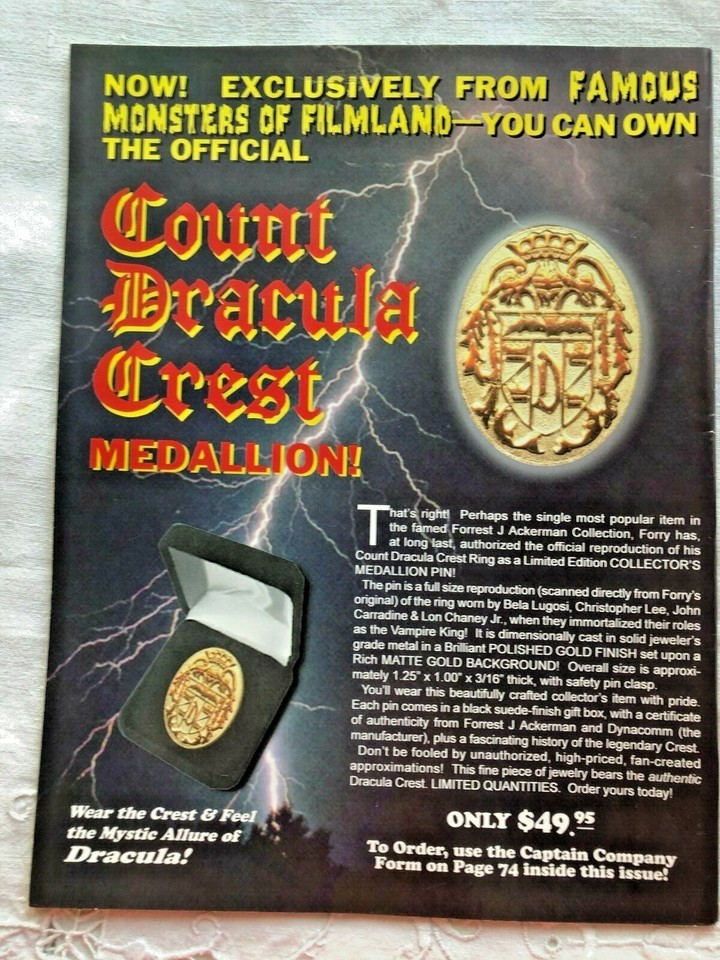 NOW! EXCLUSIVELY FROM FAMOUS
MONSTERS OF FILMLAND—YOU CAN OWN
THE OFFICIAL
Count
Dracula
Crest
MEDALLION!
D
That's right! Perhaps the single most popular item in
the famed Forrest J Ackerman Collection, Forry has,
at long last, authorized the official reproduction of his
Count Dracula Crest Ring as a Limited Edition COLLECTOR'S
MEDALLION PIN!
The pin is a full size reproduction (scanned directly from Forry's
original) of the ring worn by Bela Lugosi, Christopher Lee, John
Carradine & Lon Chaney Jr., when they immortalized their roles
as the Vampire King! It is dimensionally cast in solid jeweler's
grade metal in a Brilliant POLISHED GOLD FINISH set upon a
Rich MATTE GOLD BACKGROUND! Overall size is approxi-
mately 1.25" x 1.00" x 3/16" thick, with safety pin clasp.
You'll wear this beautifully crafted collector's item with pride.
Each pin comes in a black suede-finish gift box, with a certificate
of authenticity from Forrest J Ackerman and Dynacomm (the
manufacturer), plus a fascinating history of the legendary Crest.
Don't be fooled by unauthorized, high-priced, fan-created
approximations! This fine piece of jewelry bears the authentic
Dracula Crest. LIMITED QUANTITIES. Order yours today!
D
Wear the Crest & Feel
the Mystic Allure of
Dracula!
ONLY $49.95
To Order, use the Captain Company
Form on Page 74 inside this issue!